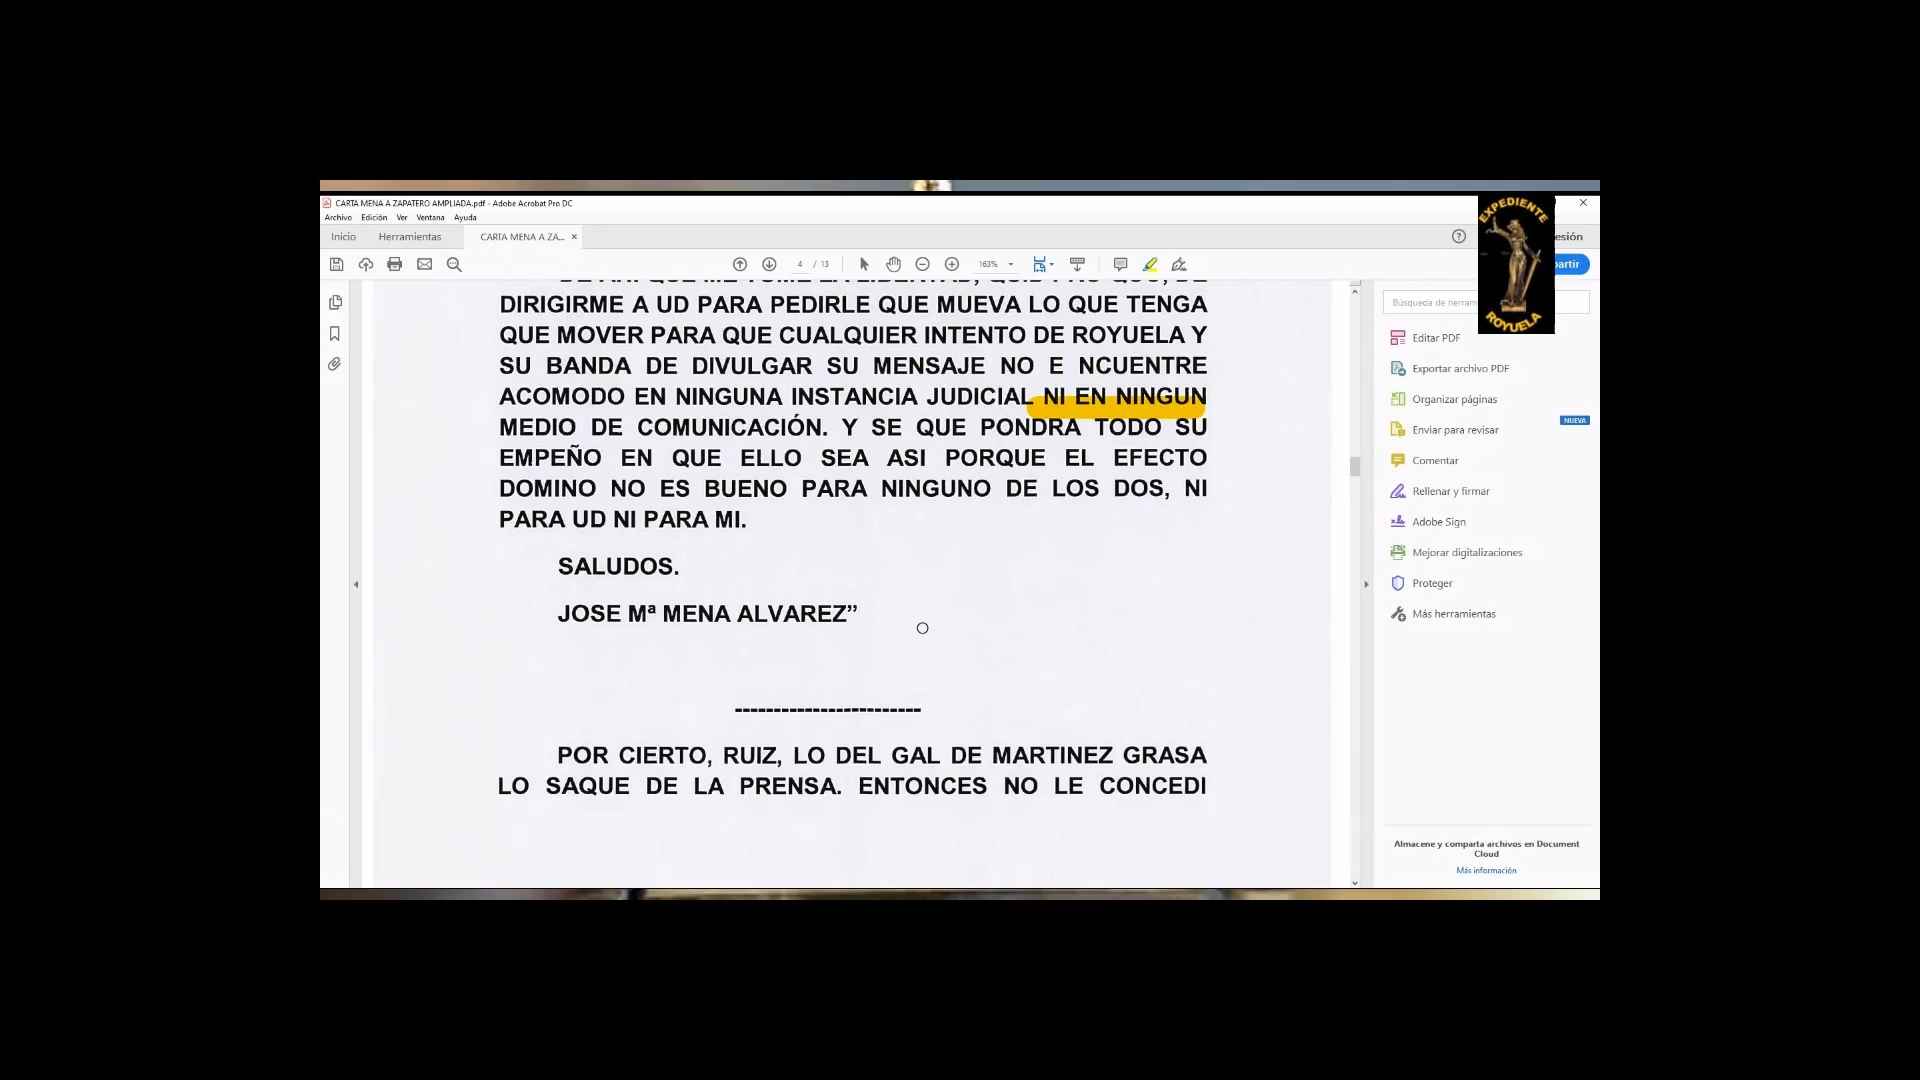 CARTA MENA A ZAPATERO AMPLIADA.pdf - Adobe Acrobat Pro DC
Archivo Edición Ver Ventana Ayuda
Inicio Herramientas CARTA MENA A ZA... ×
esión
4 / 13 163%
artir
EXPEDIENTE
ROYUELA
DIRIGIRME A UD PARA PEDIRLE QUE MUEVA LO QUE TENGA
QUE MOVER PARA QUE CUALQUIER INTENTO DE ROYUELA Y
SU BANDA DE DIVULGAR SU MENSAJE NO E NCUENTRE
ACOMODO EN NINGUNA INSTANCIA JUDICIAL NI EN NINGUN
MEDIO DE COMUNICACIÓN. Y SE QUE PONDRA TODO SU
EMPEÑO EN QUE ELLO SEA ASI PORQUE EL EFECTO
DOMINO NO ES BUENO PARA NINGUNO DE LOS DOS, NI
PARA UD NI PARA MI.
SALUDOS.
JOSE Mª MENA ALVAREZ”
------------------------
POR CIERTO, RUIZ, LO DEL GAL DE MARTINEZ GRASA
LO SAQUE DE LA PRENSA. ENTONCES NO LE CONCEDI
Búsqueda de herram
Editar PDF
Exportar archivo PDF
Organizar páginas
Enviar para revisar
NUEVA
Comentar
Rellenar y firmar
Adobe Sign
Mejorar digitalizaciones
Proteger
Más herramientas
Almacene y comparta archivos en Document
Cloud
Más información